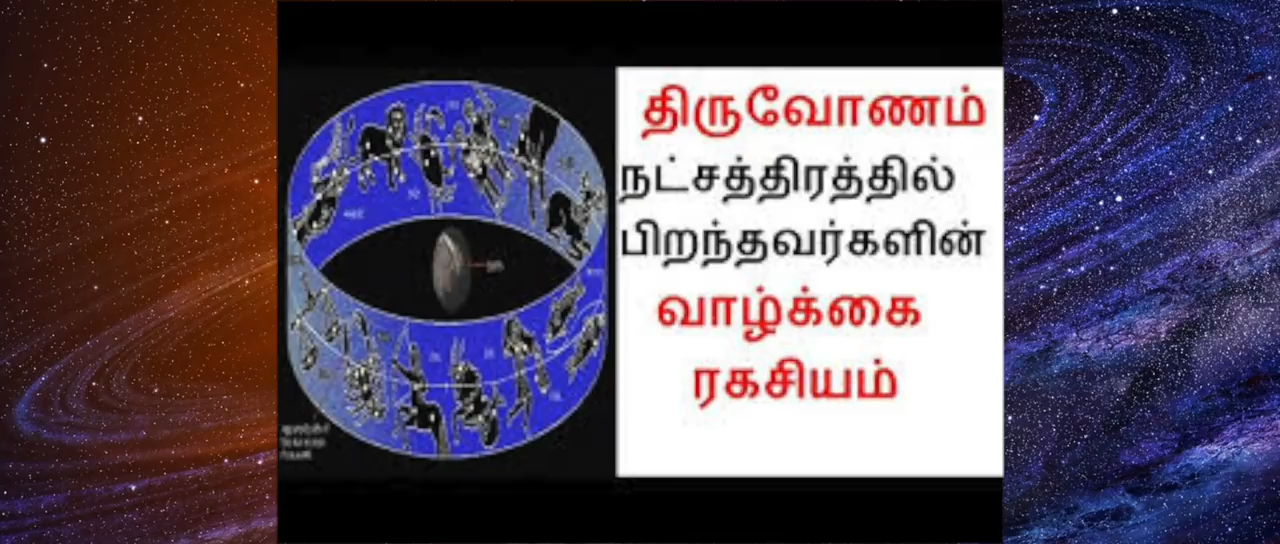 திருவோணம்
நட்சத்திரத்தில்
பிறந்தவர்களின்
வாழ்க்கை
ரகசியம்